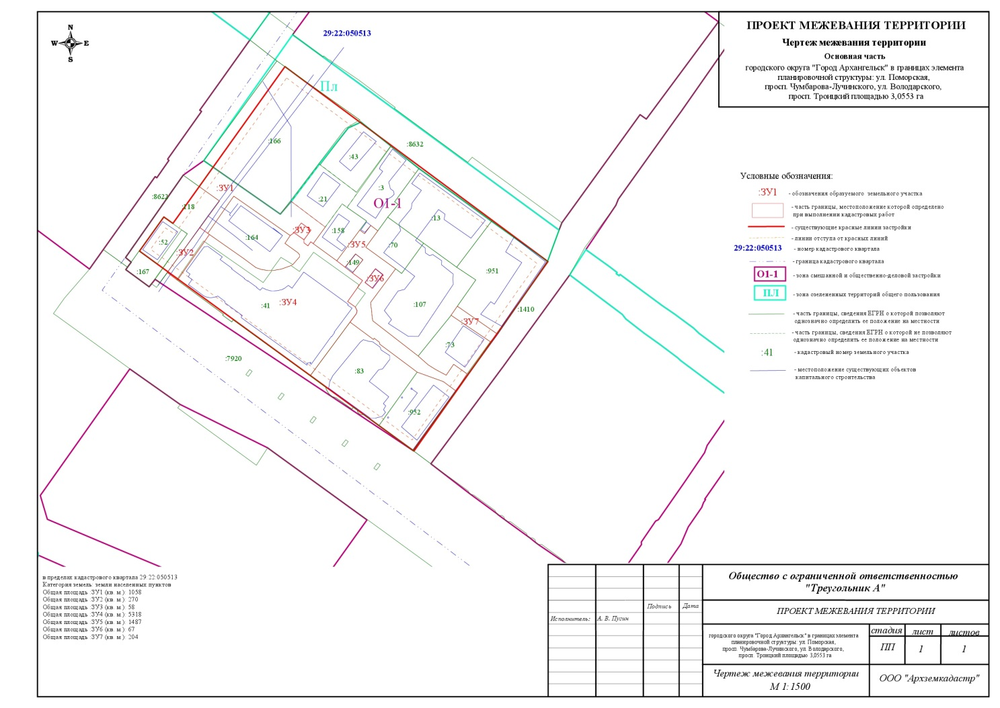 N
W E
S
29:22:050513
ПРОЕКТ МЕЖЕВАНИЯ ТЕРРИТОРИИ
Чертеж межевания территории
Основная часть
городского округа "Город Архангельск" в границах элемента
планировочной структуры: ул. Поморская,
просп. Чумбарова-Лучинского, ул. Володарского,
просп. Троицкий площадью 3,0553 га
Пл
:166
:8632
:43
:3
:ЗУ1
:8622
:118
:21
О1-1
:13
:164
:ЗУ3
:158
:52
:ЗУ2
:ЗУ5
:70
:149
:167
:951
:ЗУ6
:41
:ЗУ4
:107
:1410
:ЗУ7
:73
:7920
:83
:952
Условные обозначения:
:ЗУ1 - обозначения образуемого земельного участка
- часть границы, местоположение которой определено
при выполнении кадастровых работ
- существующие красные линии застройки
- линии отступа от красных линий
29:22:050513 - номер кадастрового квартала
- граница кадастрового квартала
О1-1 - зона смешанной и общественно-деловой застройки
ПЛ - зона озелененных территорий общего пользования
- часть границы, сведения ЕГРН о которой позволяют
однозначно определить ее положение на местности
- часть границы, сведения ЕГРН о которой не позволяют
однозначно определить ее положение на местности
:41 - кадастровый номер земельного участка
- местоположение существующих объектов
капитального строительства
в пределах кадастрового квартала 29:22:050513
Категория земель: земли населенных пунктов
Общая площадь :ЗУ1 (кв. м.): 1058
Общая площадь :ЗУ2 (кв. м.): 270
Общая площадь :ЗУ3 (кв. м.): 58
Общая площадь :ЗУ4 (кв. м.): 5318
Общая площадь :ЗУ5 (кв. м.): 1487
Общая площадь :ЗУ6 (кв. м.): 67
Общая площадь :ЗУ7 (кв. м.): 204
Подпись Дата
Исполнитель: А. В. Пугин
Общество с ограниченной ответственностью
"Треугольник А"
ПРОЕКТ МЕЖЕВАНИЯ ТЕРРИТОРИИ
городского округа "Город Архангельск" в границах элемента
планировочной структуры: ул. Поморская,
просп. Чумбарова-Лучинского, ул. Володарского,
просп. Троицкий площадью 3,0553 га
стадия лист листов
ПП 1 1
Чертеж межевания территории
М 1:1500
ООО "Архземкадастр"